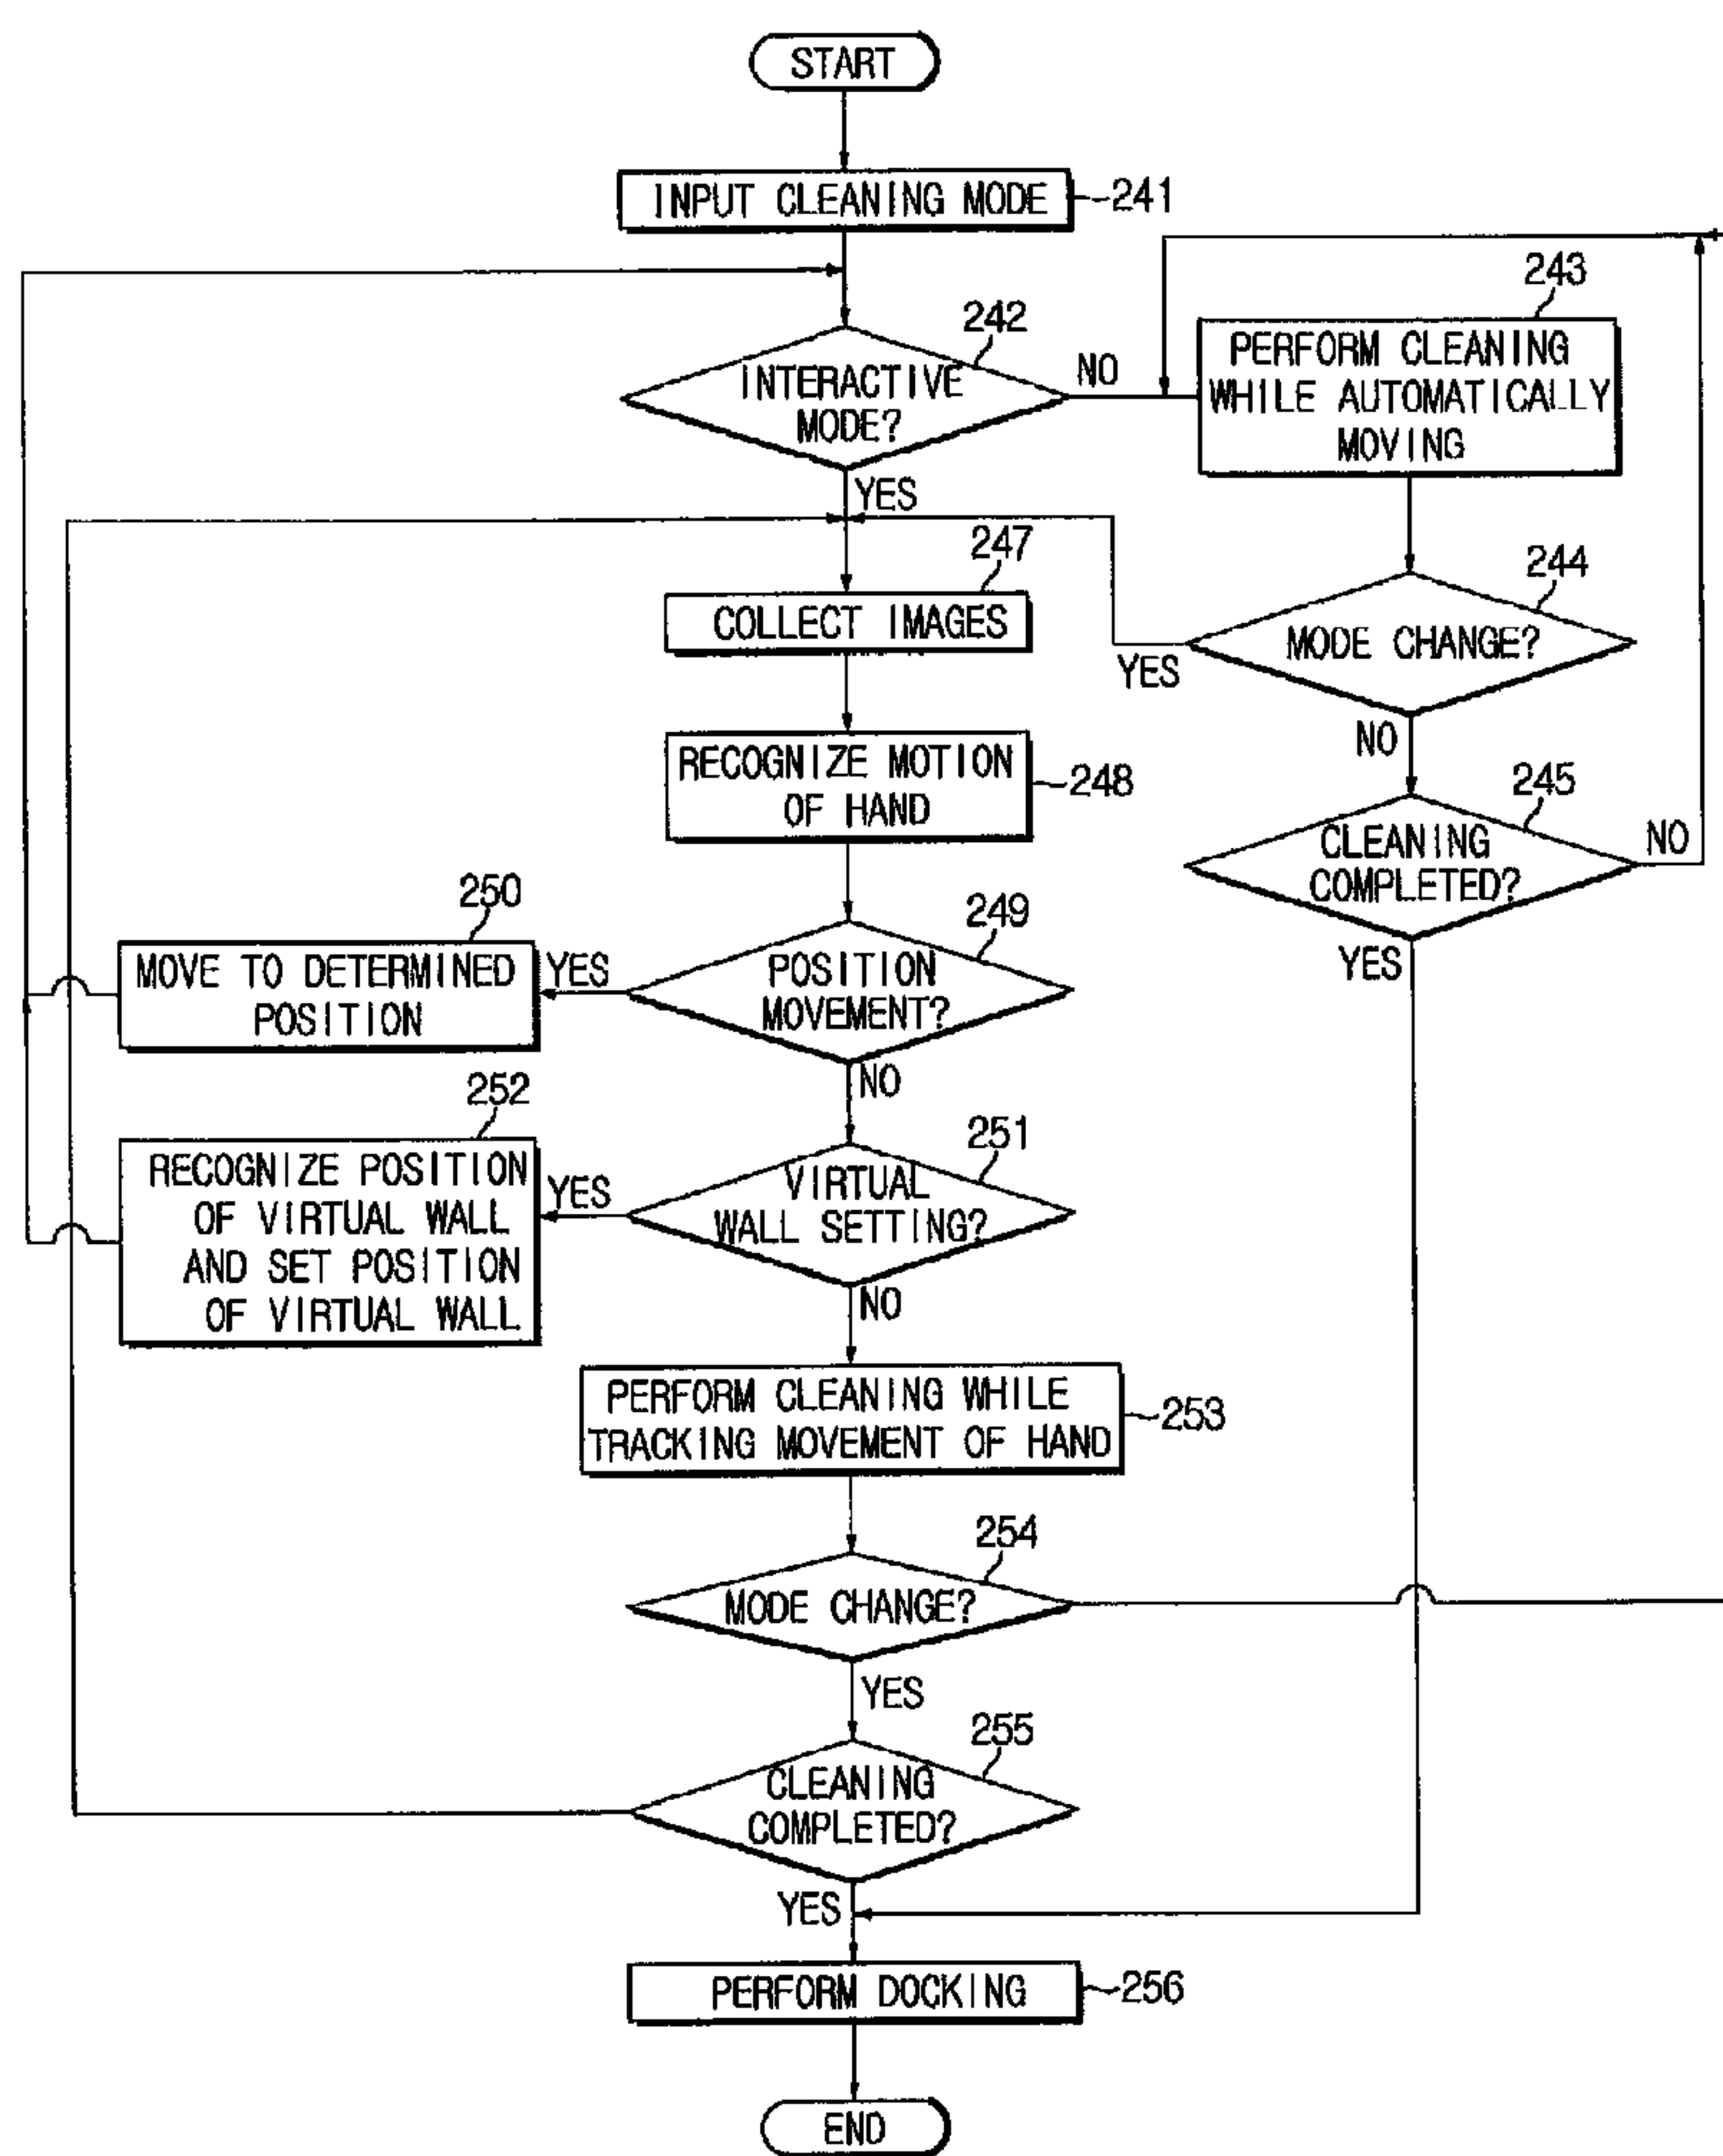 START
INPUT CLEANING MODE
241
242
INTERACTIVE
MODE?
NO
YES
243
PERFORM CLEANING
WHILE AUTOMATICALLY
MOVING
244
MODE CHANGE?
YES
NO
245
CLEANING
COMPLETED?
NO
YES
247
COLLECT IMAGES
RECOGNIZE MOTION
OF HAND
248
249
POSITION
MOVEMENT?
YES
NO
250
MOVE TO DETERMINED
POSITION
251
VIRTUAL
WALL SETTING?
YES
NO
252
RECOGNIZE POSITION
OF VIRTUAL WALL
AND SET POSITION
OF VIRTUAL WALL
PERFORM CLEANING WHILE
TRACKING MOVEMENT OF HAND
253
254
MODE CHANGE?
YES
255
CLEANING
COMPLETED?
YES
PERFORM DOCKING
256
END